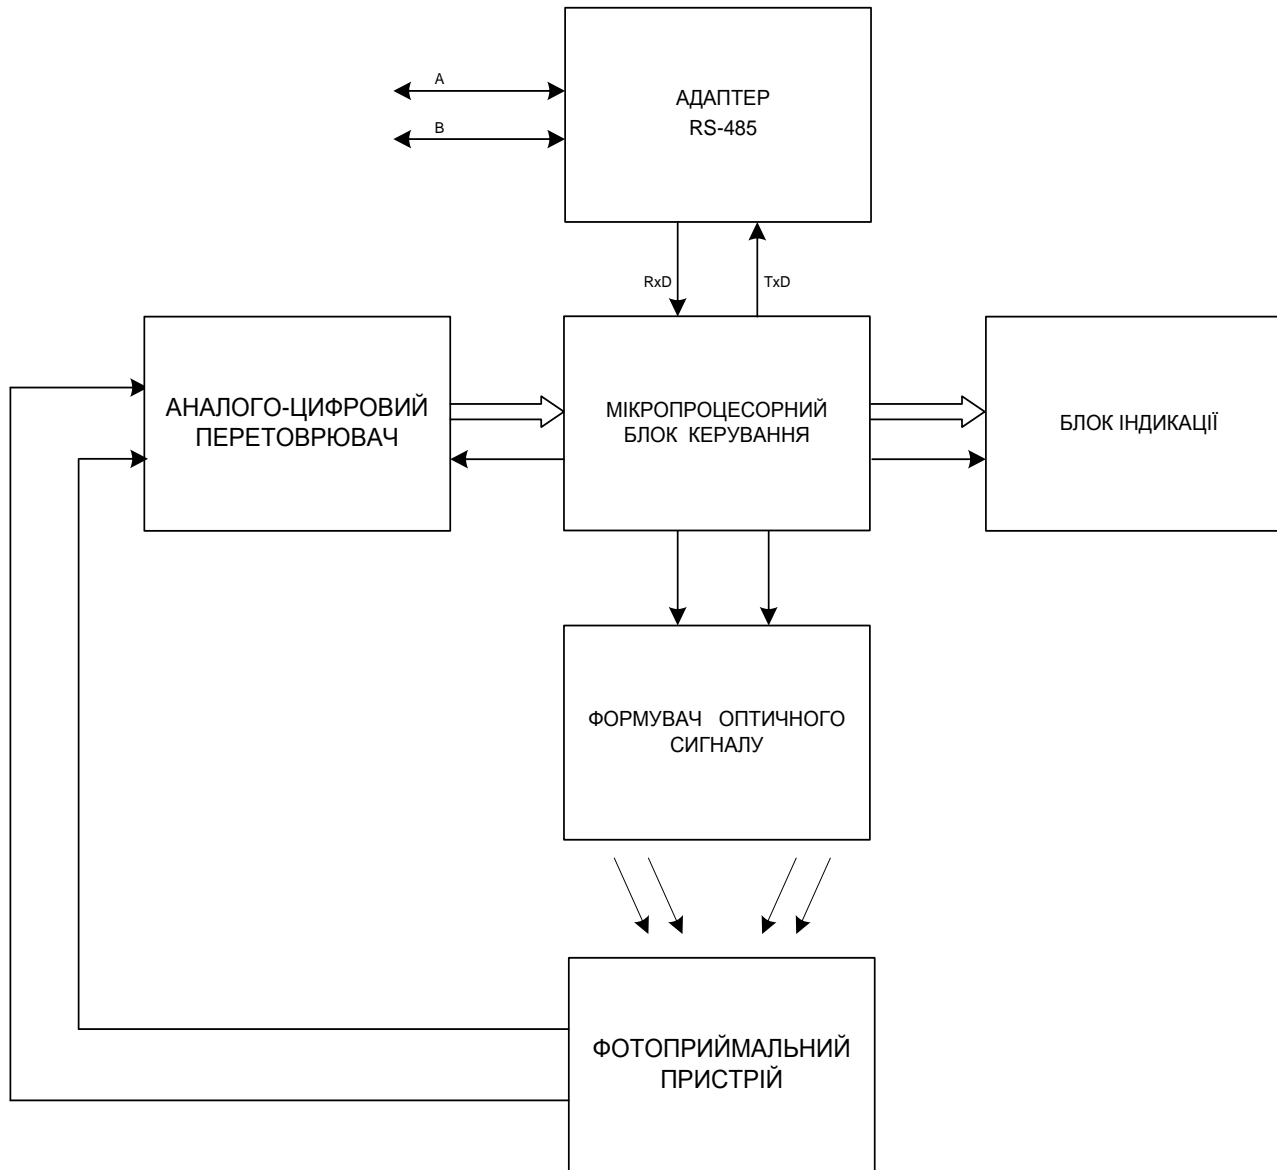 АДАПТЕР
RS-485
A
B
RxD
TxD
АНАЛОГО-ЦИФРОВИЙ
ПЕРЕТОВРЮВАЧ
МІКРОПРОЦЕСОРНИЙ
БЛОК КЕРУВАННЯ
БЛОК ІНДИКАЦІЇ
ФОРМУВАЧ ОПТИЧНОГО
СИГНАЛУ
ФОТОПРИЙМАЛЬНИЙ
ПРИСТРІЙ